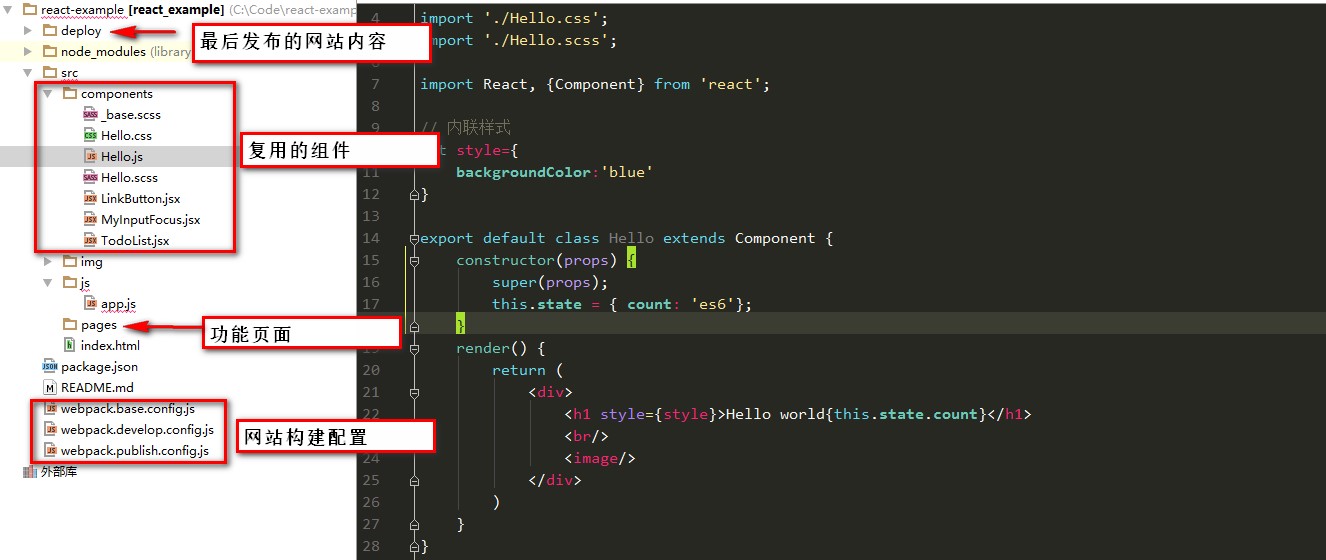 react-example [react_example] (C:\Code\react-examp
deploy
node_modules (library
src
components
_base.scss
Hello.css
Hello.js
Hello.scss
LinkButton.jsx
MyInputFocus.jsx
TodoList.jsx
img
js
app.js
pages
index.html
package.json
README.md
webpack.base.config.js
webpack.develop.config.js
webpack.publish.config.js
外部库
最后发布的网站内容
复用的组件
功能页面
网站构建配置
4 import './Hello.css';
import './Hello.scss';
7 import React, {Component} from 'react';
8
9 // 内联样式
style={
11 backgroundColor:'blue'
12 }
13
14 export default class Hello extends Component {
15 constructor(props) {
16 super(props);
17 this.state = { count: 'es6'};
}
render() {
20 return (
21 <div>
22 <h1 style={style}>Hello world{this.state.count}</h1>
<br/>
24 <image/>
25 </div>
26 )
27 }
28 }